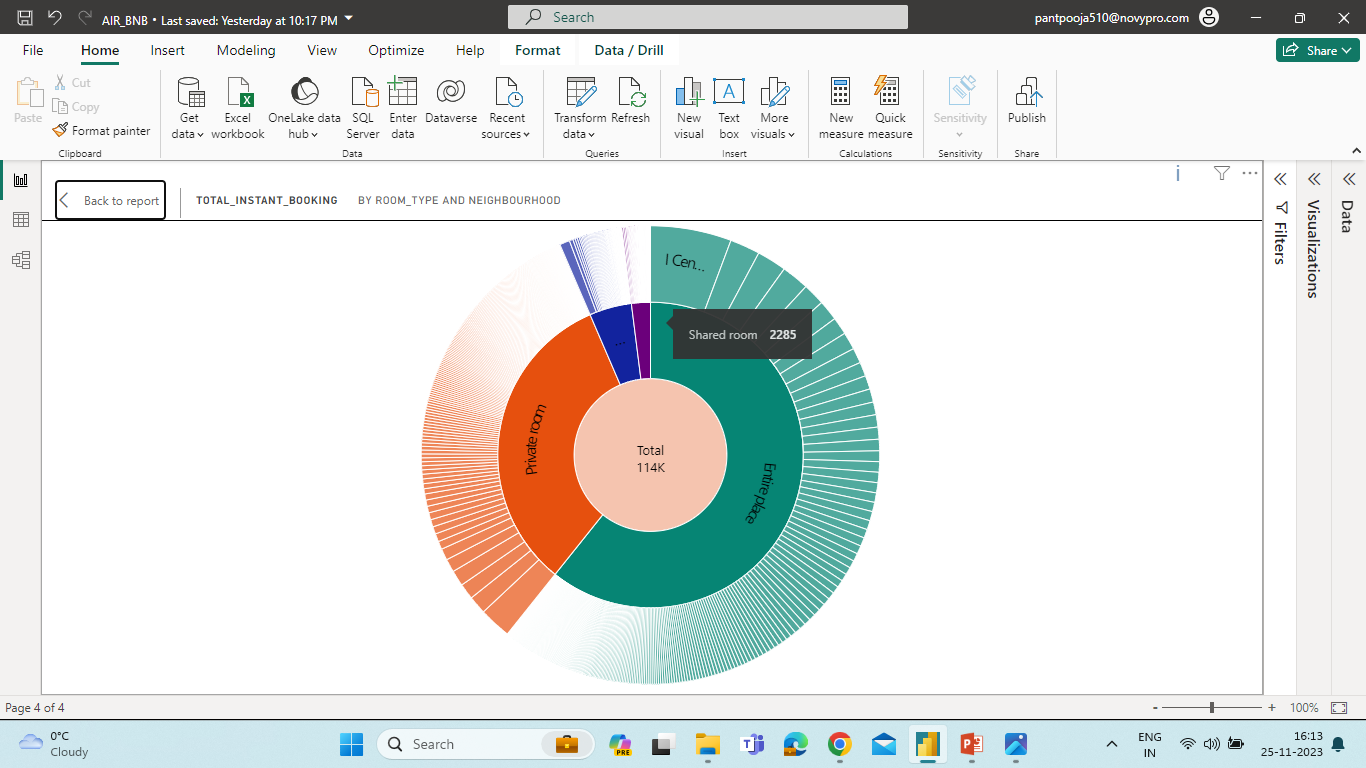 AIR_BNB • Last saved: Yesterday at 10:17 PM
Search
pantpooja510@novypro.com
File Home Insert Modeling View Optimize Help Format Data / Drill
Share
Paste
Cut
Copy
Format painter
Get data
Excel workbook
OneLake data hub
SQL Server
Enter data
Dataverse
Recent sources
Transform data
Refresh
New visual
Text box
More visuals
New measure
Quick measure
Sensitivity
Publish
Clipboard Data Queries Insert Calculations Sensitivity Share
Back to report
TOTAL_INSTANT_BOOKING BY ROOM_TYPE AND NEIGHBOURHOOD
Filters
Visualizations
Data
I Cen...
...
Shared room 2285
Private room
Total
114K
Entire place
Page 4 of 4
- + 100%
0°C
Cloudy
Search
PRE
ENG
IN
16:13
25-11-2023